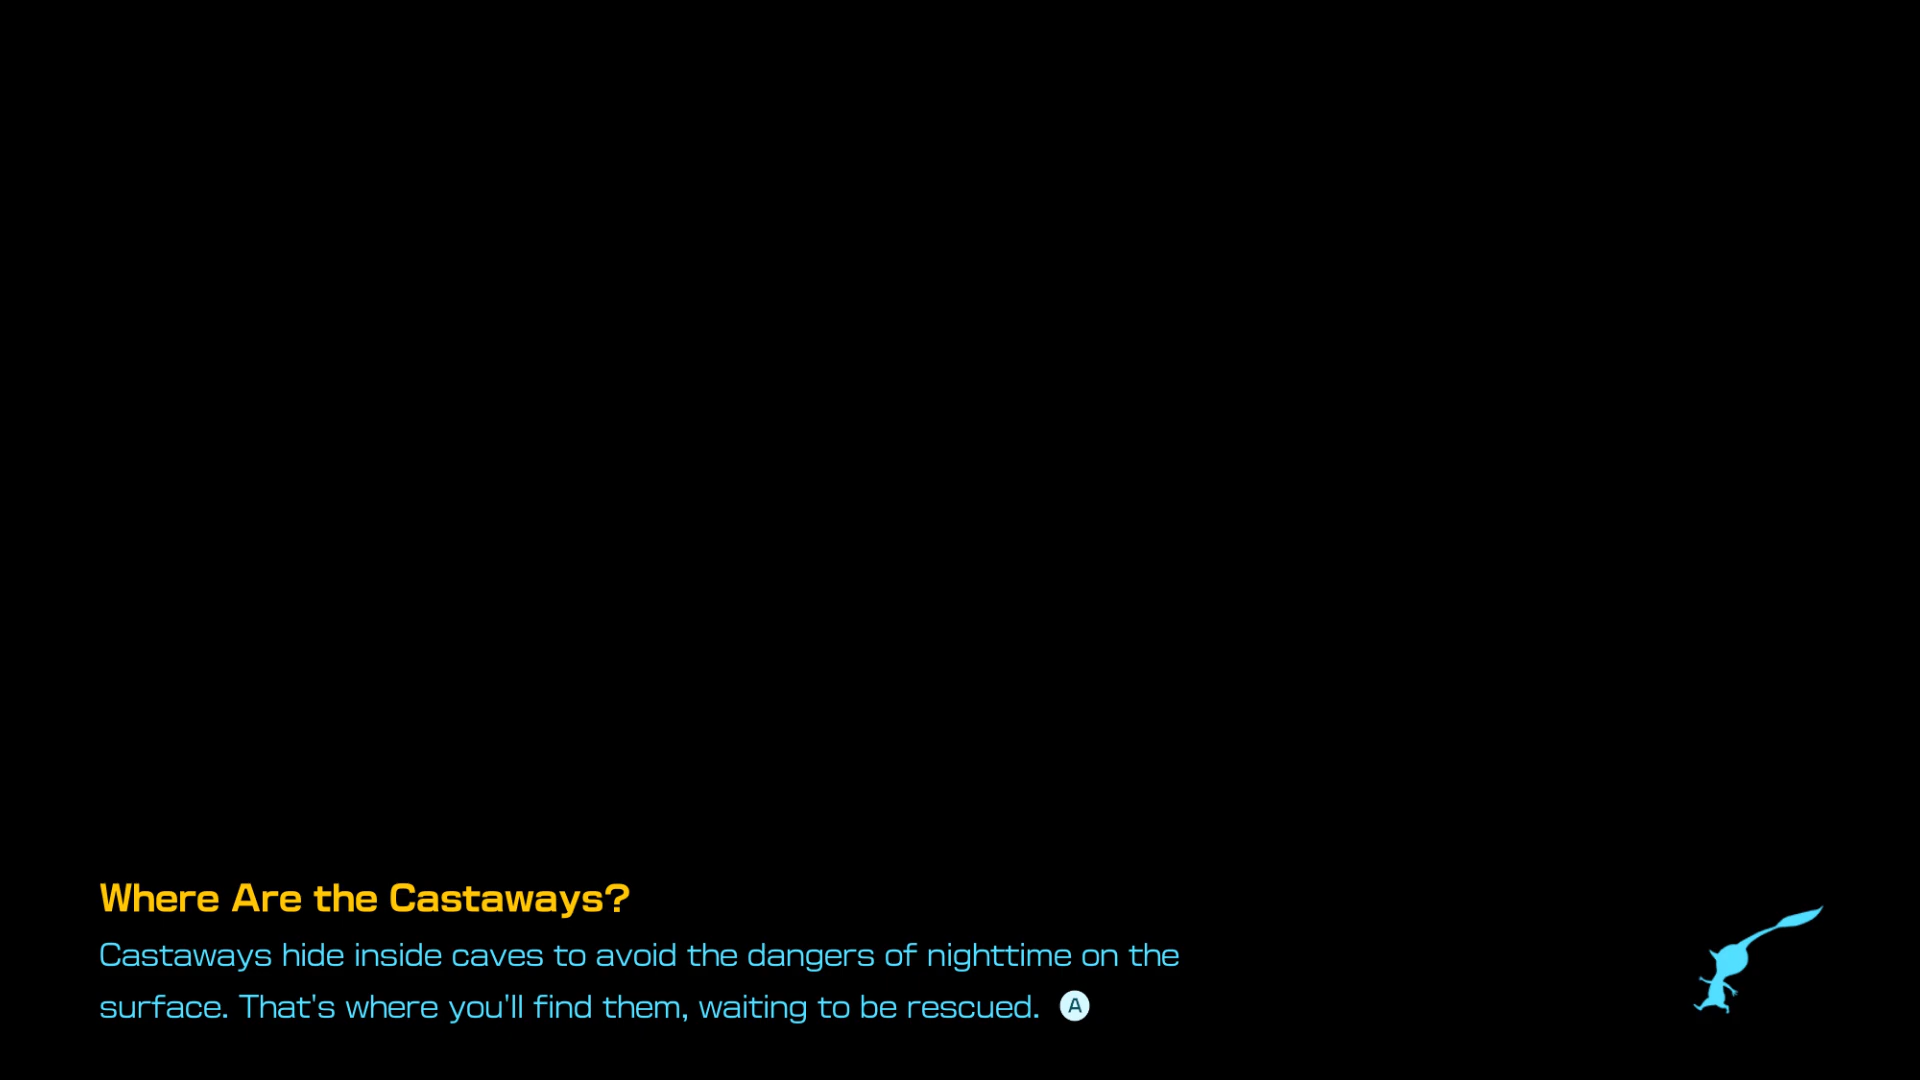 Where Are the Castaways?
Castaways hide inside caves to avoid the dangers of nighttime on the
surface. That's where you'll find them, waiting to be rescued. A